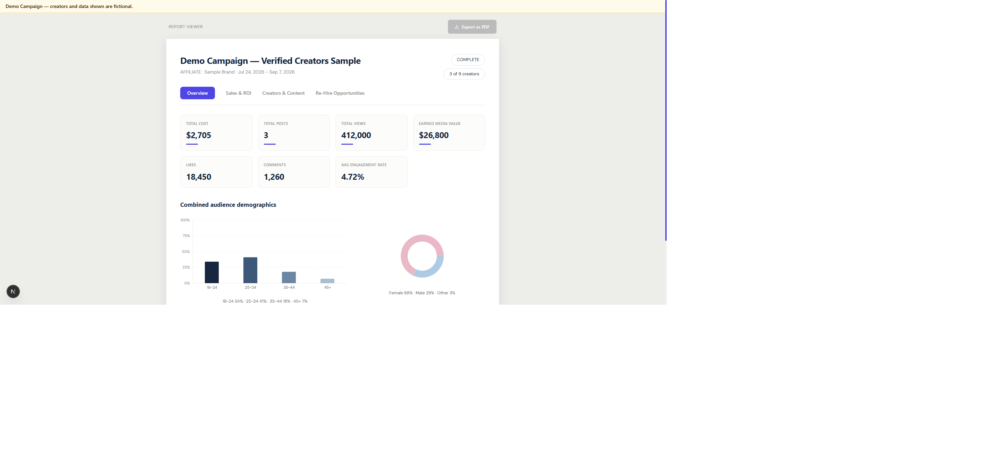 Demo Campaign — creators and data shown are fictional.
REPORT VIEWER
Export as PDF
Demo Campaign — Verified Creators Sample
AFFILIATE · Sample Brand · Jul 24, 2026 – Sep 7, 2026
COMPLETE
3 of 9 creators
Overview
Sales & ROI
Creators & Content
Re-Hire Opportunities
TOTAL COST
$2,705
TOTAL POSTS
3
TOTAL VIEWS
412,000
EARNED MEDIA VALUE
$26,800
LIKES
18,450
COMMENTS
1,260
AVG ENGAGEMENT RATE
4.72%
Combined audience demographics
100%
75%
50%
25%
0%
18–24
25–34
35–44
45+
18–24 34% · 25–34 41% · 35–44 18% · 45+ 7%
Female 68% · Male 29% · Other 3%
N